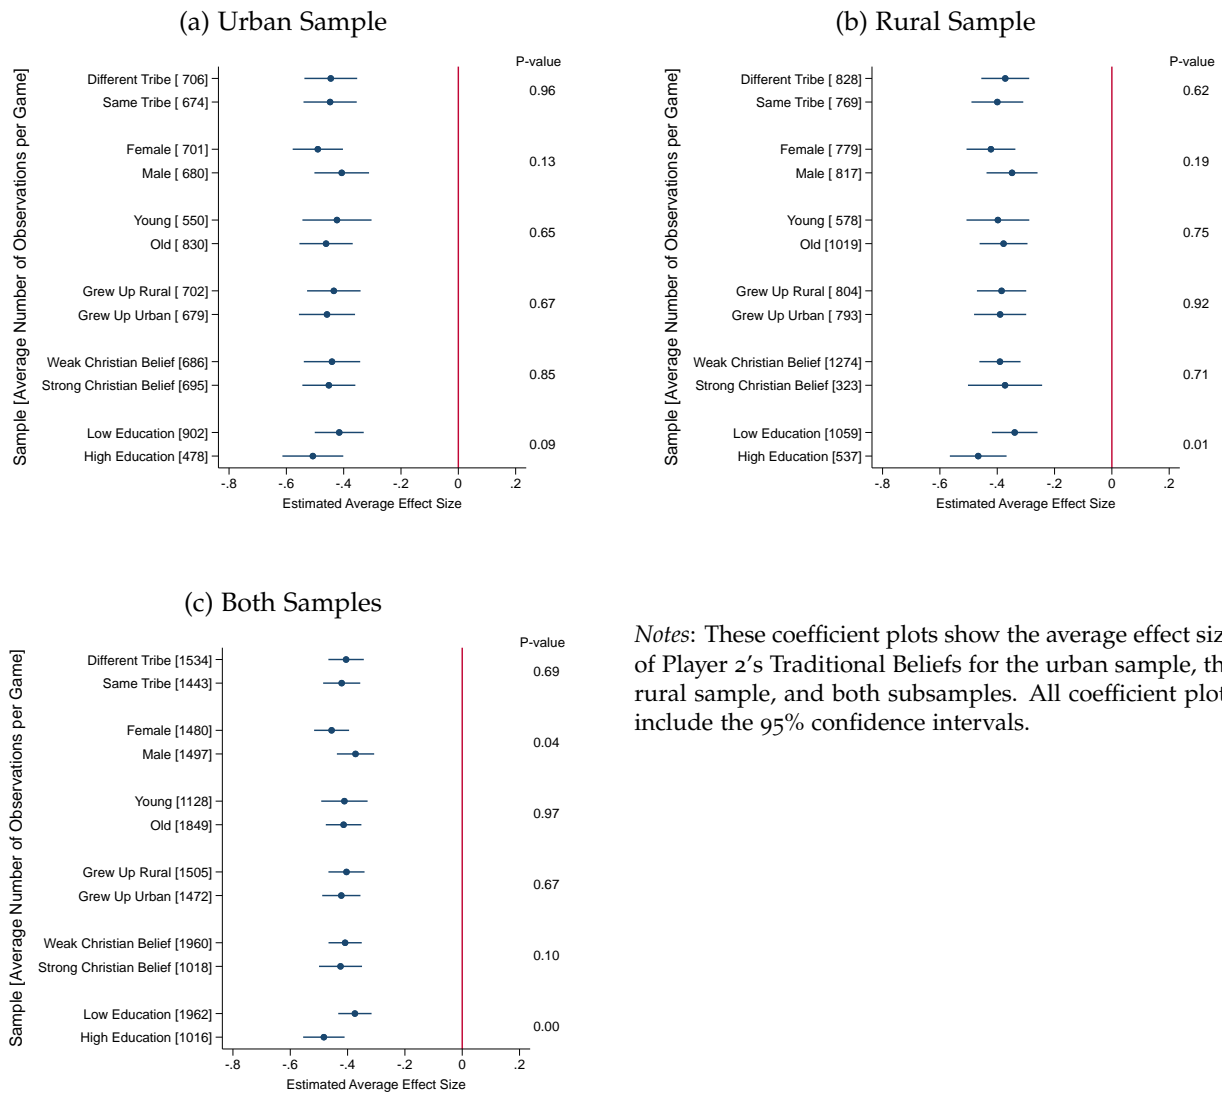 (a) Urban Sample
P-value
Sample [Average Number of Observations per Game]
Different Tribe [ 706]
Same Tribe [ 674]
0.96
Female [ 701]
Male [ 680]
0.13
Young [ 550]
Old [ 830]
0.65
Grew Up Rural [ 702]
Grew Up Urban [ 679]
0.67
Weak Christian Belief [686]
Strong Christian Belief [695]
0.85
Low Education [902]
High Education [478]
0.09
-.8 -.6 -.4 -.2 0 .2
Estimated Average Effect Size
(b) Rural Sample
P-value
Sample [Average Number of Observations per Game]
Different Tribe [ 828]
Same Tribe [ 769]
0.62
Female [ 779]
Male [ 817]
0.19
Young [ 578]
Old [1019]
0.75
Grew Up Rural [ 804]
Grew Up Urban [ 793]
0.92
Weak Christian Belief [1274]
Strong Christian Belief [323]
0.71
Low Education [1059]
High Education [537]
0.01
-.8 -.6 -.4 -.2 0 .2
Estimated Average Effect Size
(c) Both Samples
P-value
Sample [Average Number of Observations per Game]
Different Tribe [1534]
Same Tribe [1443]
0.69
Female [1480]
Male [1497]
0.04
Young [1128]
Old [1849]
0.97
Grew Up Rural [1505]
Grew Up Urban [1472]
0.67
Weak Christian Belief [1960]
Strong Christian Belief [1018]
0.10
Low Education [1962]
High Education [1016]
0.00
-.8 -.6 -.4 -.2 0 .2
Estimated Average Effect Size
Notes: These coefficient plots show the average effect siz
of Player 2's Traditional Beliefs for the urban sample, th
rural sample, and both subsamples. All coefficient plot
include the 95% confidence intervals.